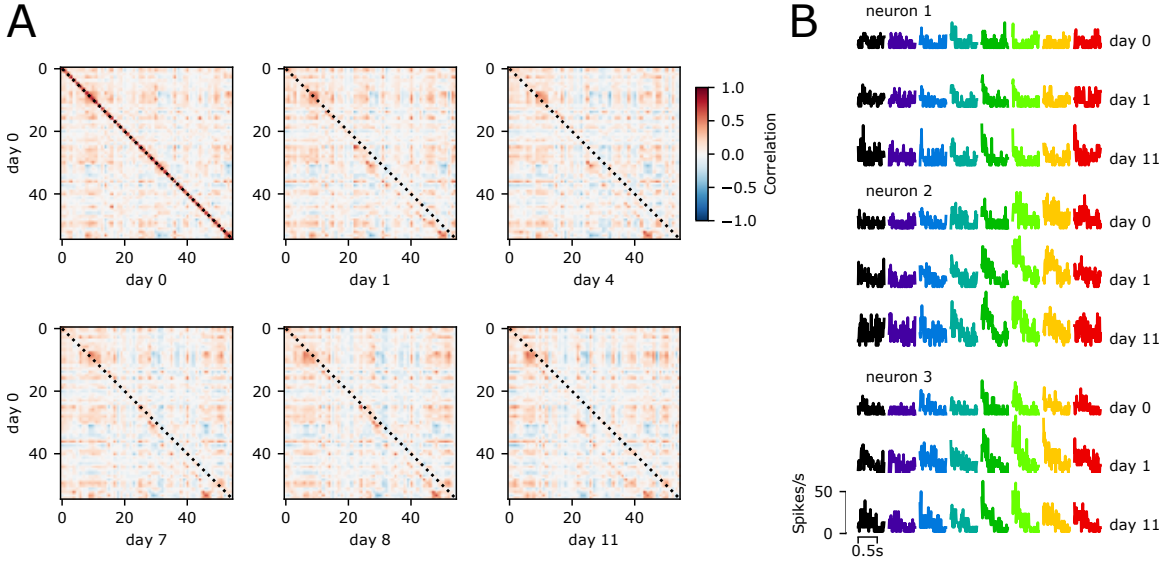 A
0
20
40
day 0
0 20 40
day 0
0 20 40
day 1
0 20 40
day 4
1.0
0.5
0.0
−0.5
−1.0
Correlation
0
20
40
day 0
0 20 40
day 7
0 20 40
day 8
0 20 40
day 11
B
neuron 1
day 0
day 1
day 11
neuron 2
day 0
day 1
day 11
neuron 3
day 0
day 1
day 11
Spikes/s
50
0
0.5s